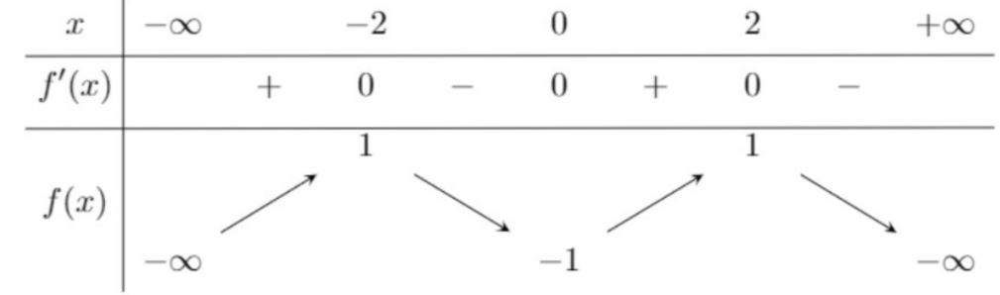 x −∞ −2 0 2 +∞
f′(x) + 0 − 0 + 0 −
1 1
f(x)
−∞ −1 −∞